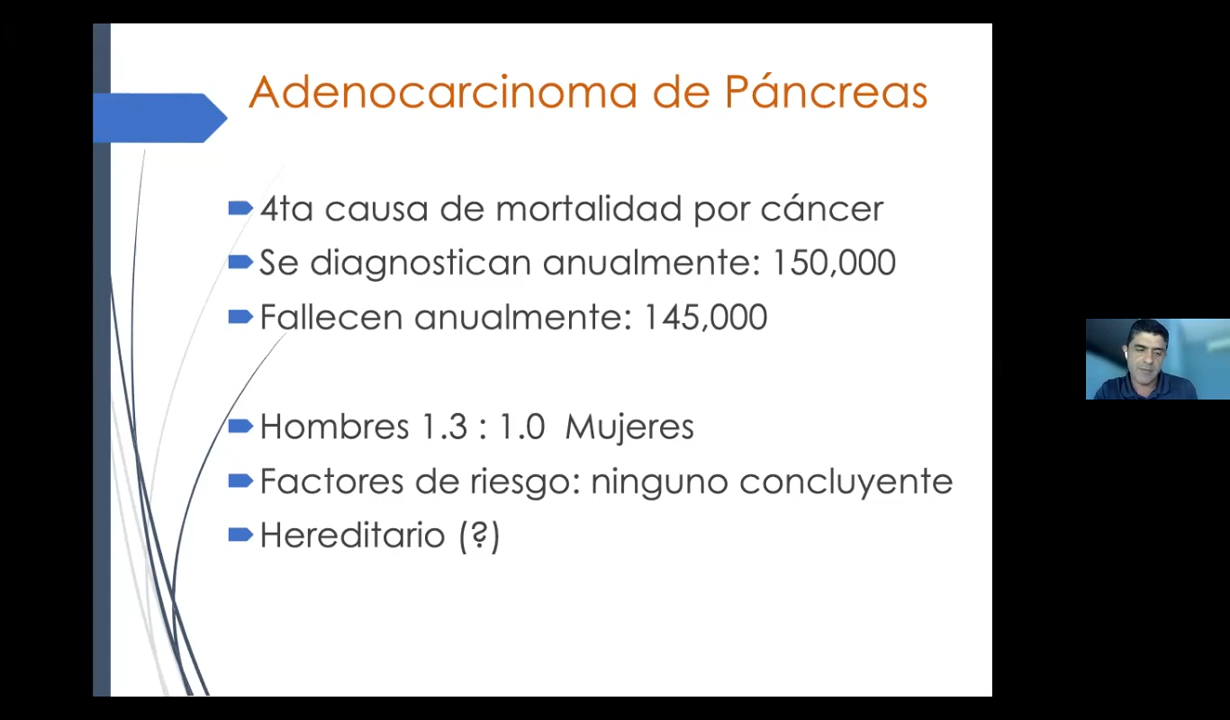 Adenocarcinoma de Páncreas
4ta causa de mortalidad por cáncer
Se diagnostican anualmente: 150,000
Fallecen anualmente: 145,000
Hombres 1.3 : 1.0 Mujeres
Factores de riesgo: ninguno concluyente
Hereditario (?)